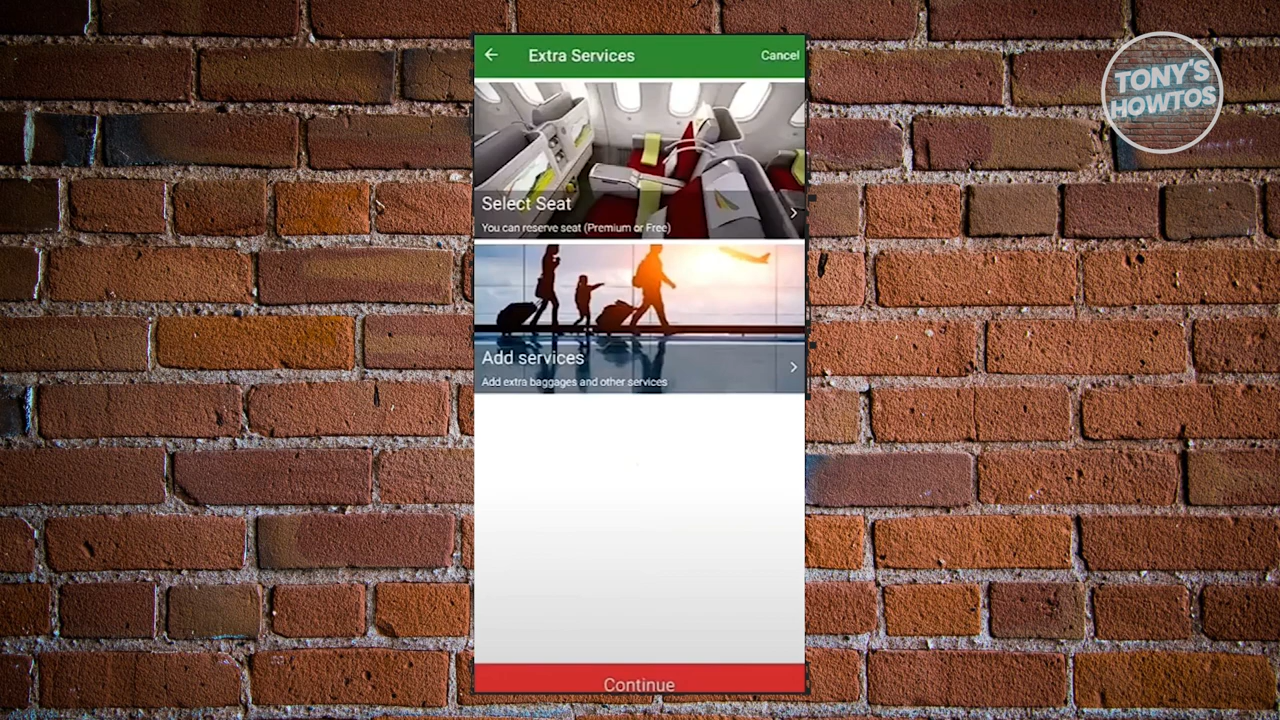 Extra Services
Cancel
TONY'S
HOWTOS
Select Seat
You can reserve seat (Premium or Free)
Add services
Add extra baggages and other services
Continue